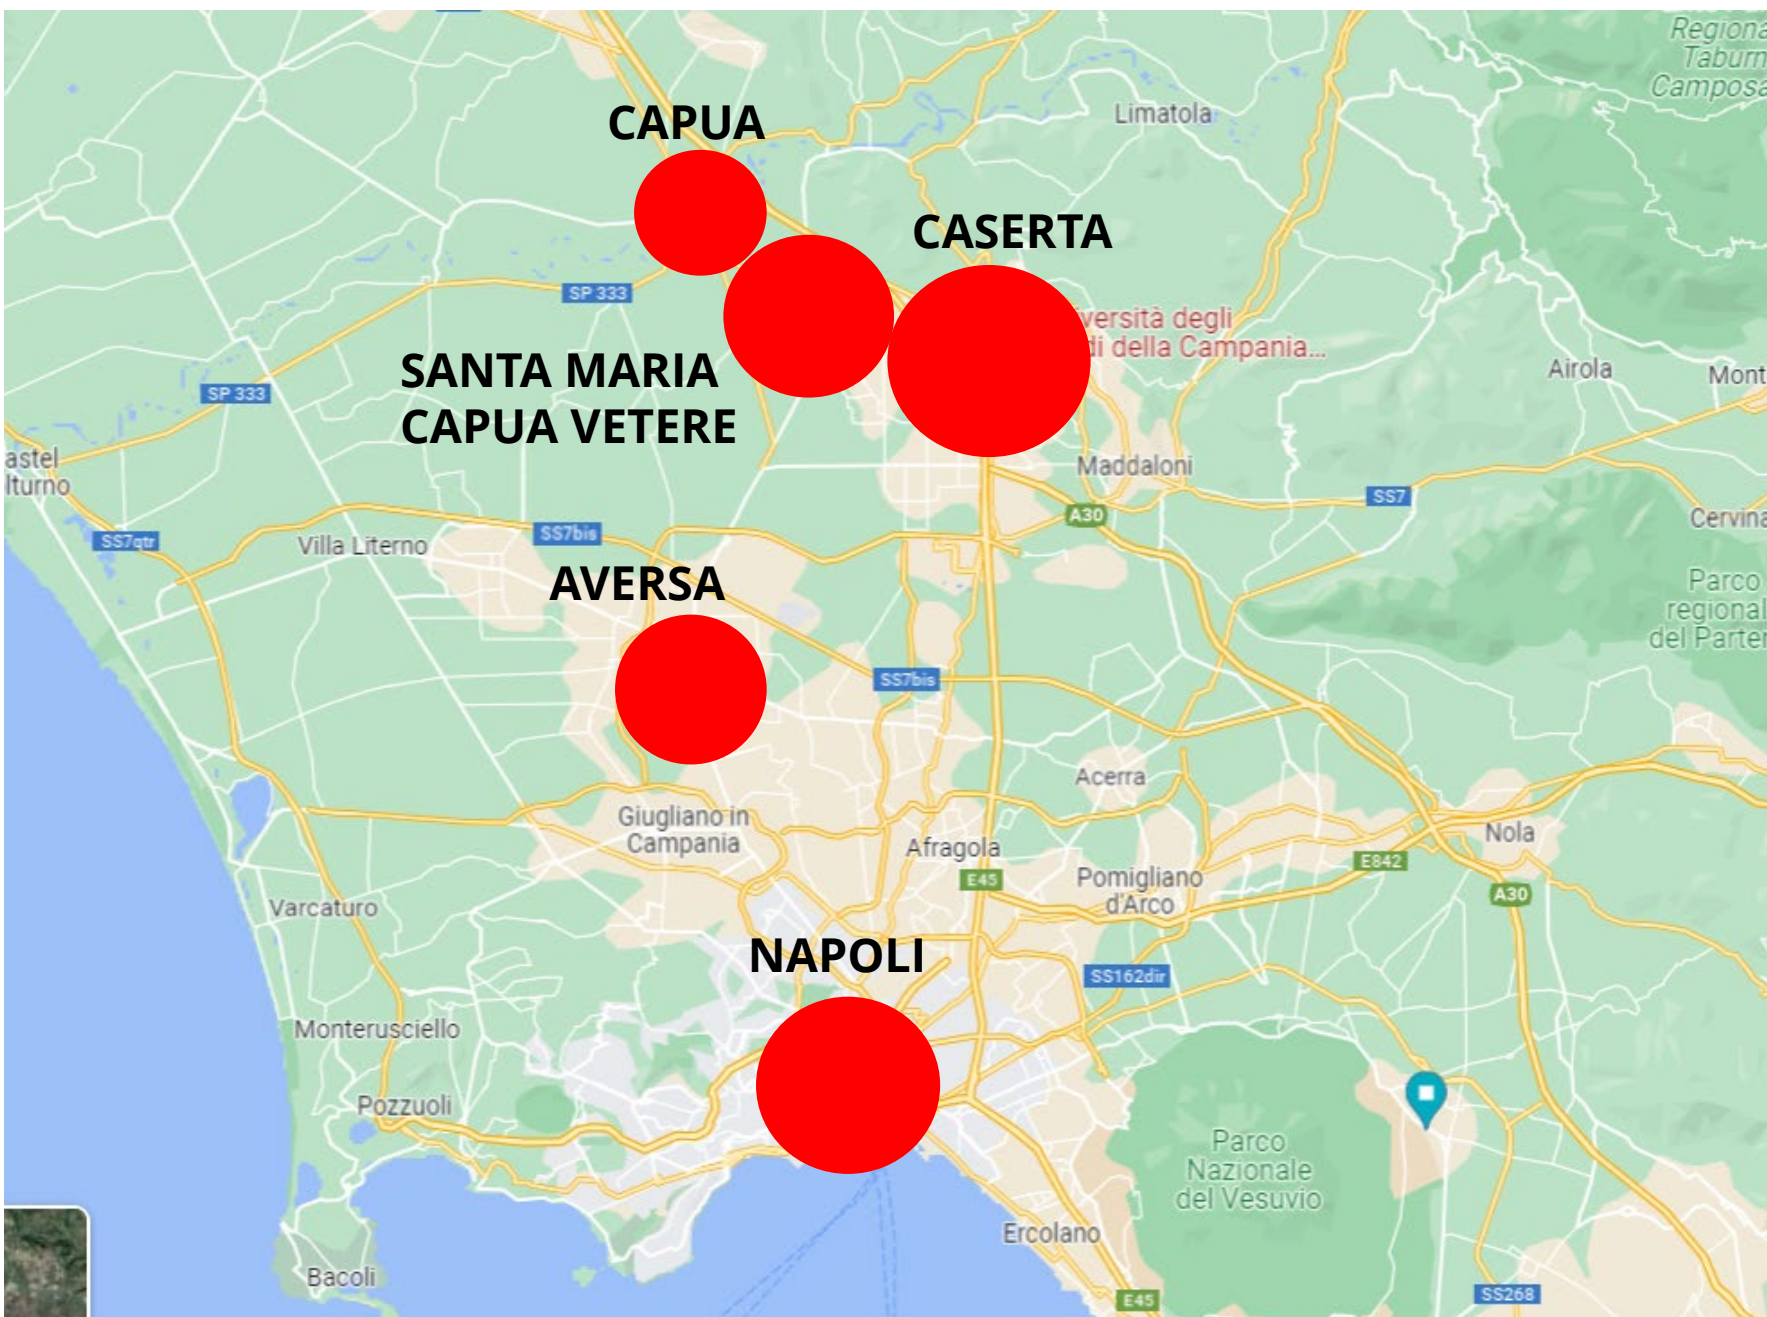 Regiona
Taburn
Camposa
CAPUA
Limatola
CASERTA
SP 333
versità degli
di della Campania...
SANTA MARIA
CAPUA VETERE
Airola
Mont
SP 333
astel
lturno
Maddaloni
SS7
A30
Cervina
SS7qtr
Villa Literno
SS7bis
AVERSA
Parco
regional
del Parten
SS7bis
Acerra
Giugliano in
Campania
Afragola
Nola
E842
E45
Pomigliano
d'Arco
A30
Varcaturo
NAPOLI
SS162dir
Monterusciello
Pozzuoli
Parco
Nazionale
del Vesuvio
Ercolano
Bacoli
E45
SS268